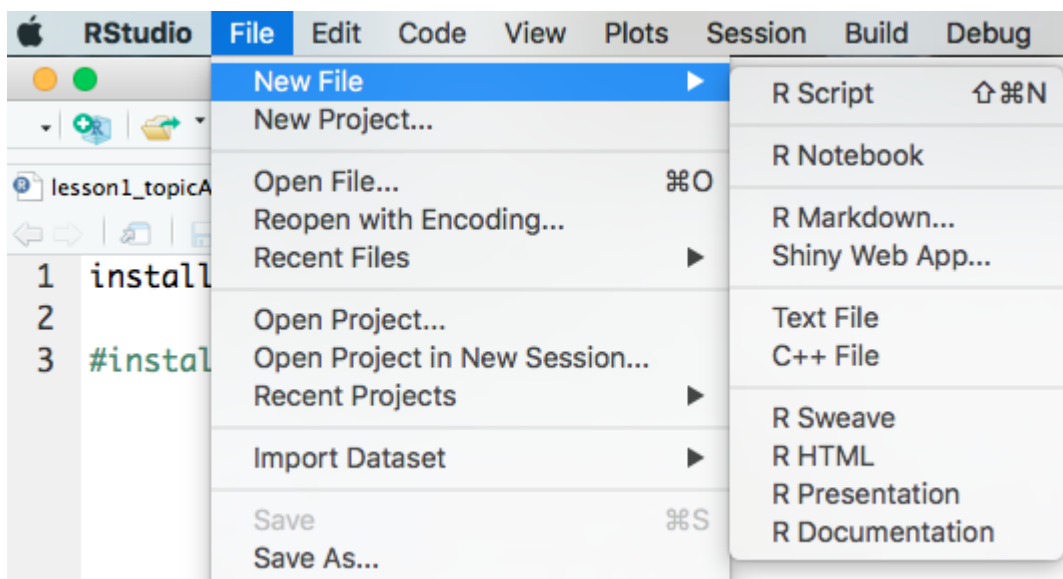 RStudio File Edit Code View Plots Session Build Debug
New File
New Project...
Open File... ⌘O
Reopen with Encoding...
Recent Files
Open Project...
Open Project in New Session...
Recent Projects
Import Dataset
Save ⌘S
Save As...
R Script ⇧⌘N
R Notebook
R Markdown...
Shiny Web App...
Text File
C++ File
R Sweave
R HTML
R Presentation
R Documentation
lesson1_topicA
1 install
2
3 #instal